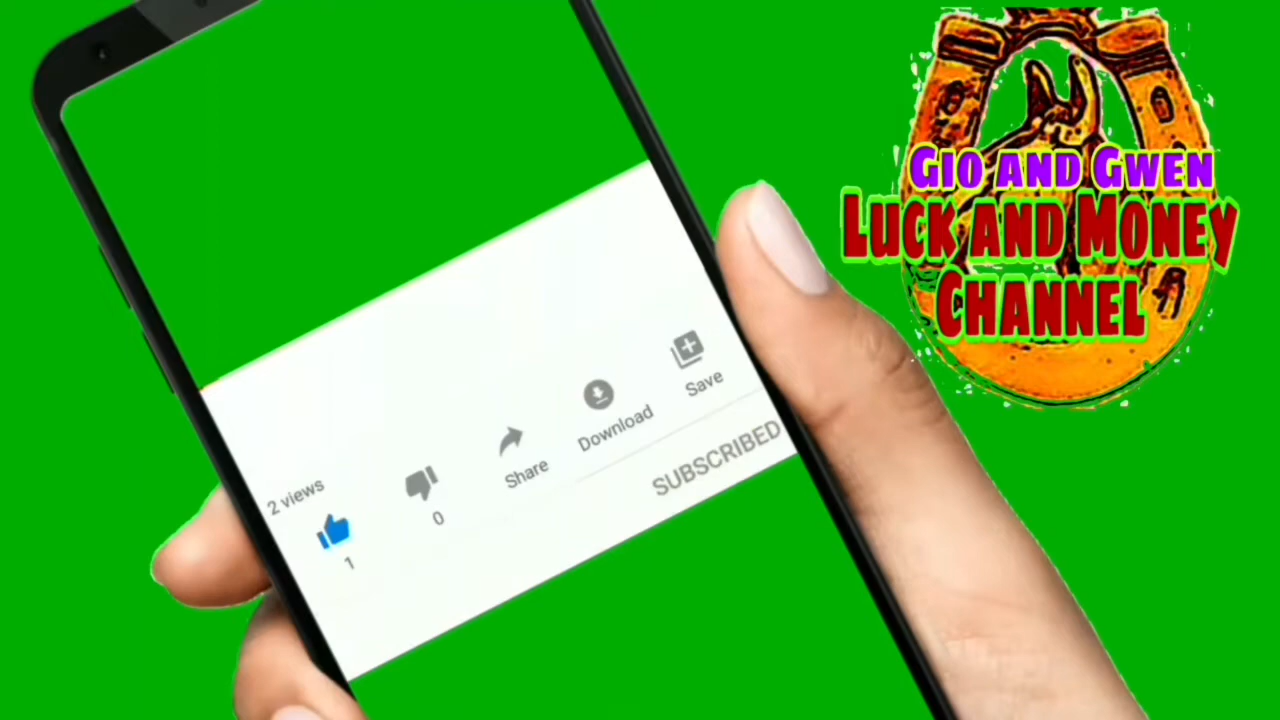 Gio and Gwen
Luck and Money
Channel
2 views
1
0
Share
Download
Save
SUBSCRIBED